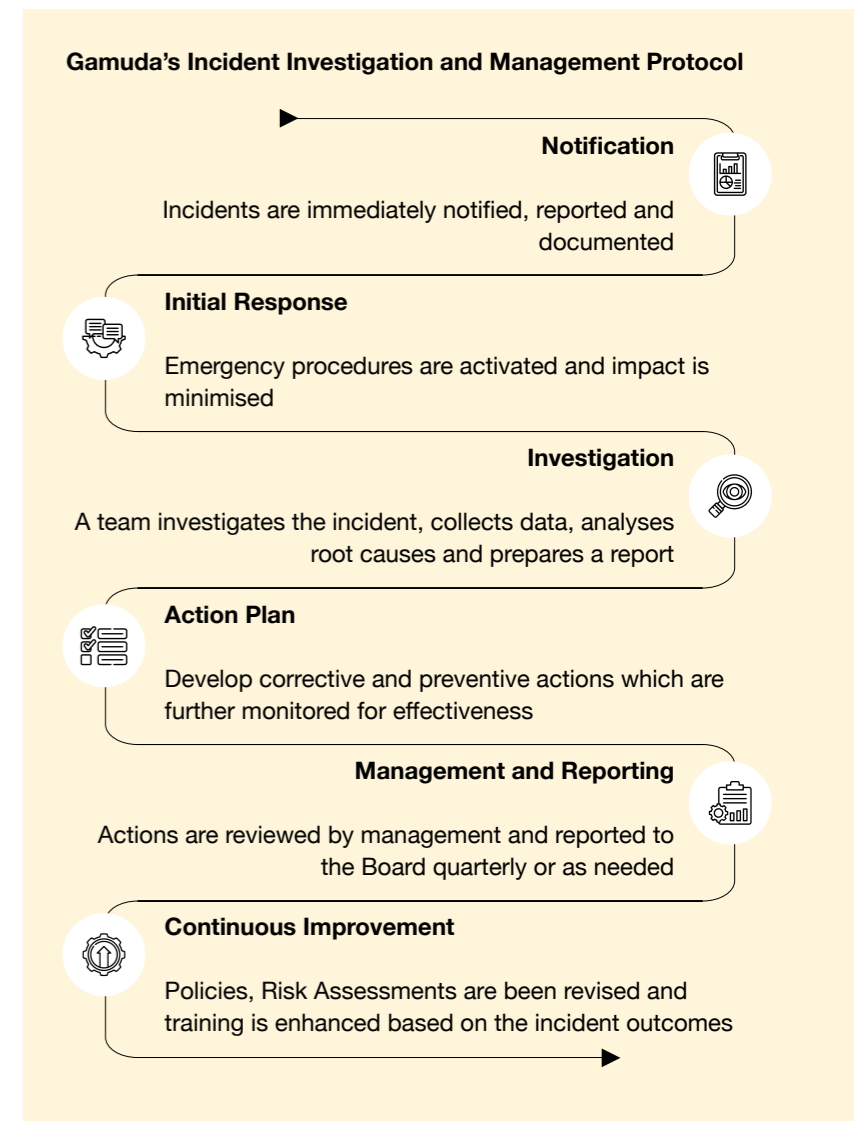 Gamuda’s Incident Investigation and Management Protocol
Notification
Incidents are immediately notified, reported and
documented
Initial Response
Emergency procedures are activated and impact is
minimised
Investigation
A team investigates the incident, collects data, analyses
root causes and prepares a report
Action Plan
Develop corrective and preventive actions which are
further monitored for effectiveness
Management and Reporting
Actions are reviewed by management and reported to
the Board quarterly or as needed
Continuous Improvement
Policies, Risk Assessments are been revised and
training is enhanced based on the incident outcomes